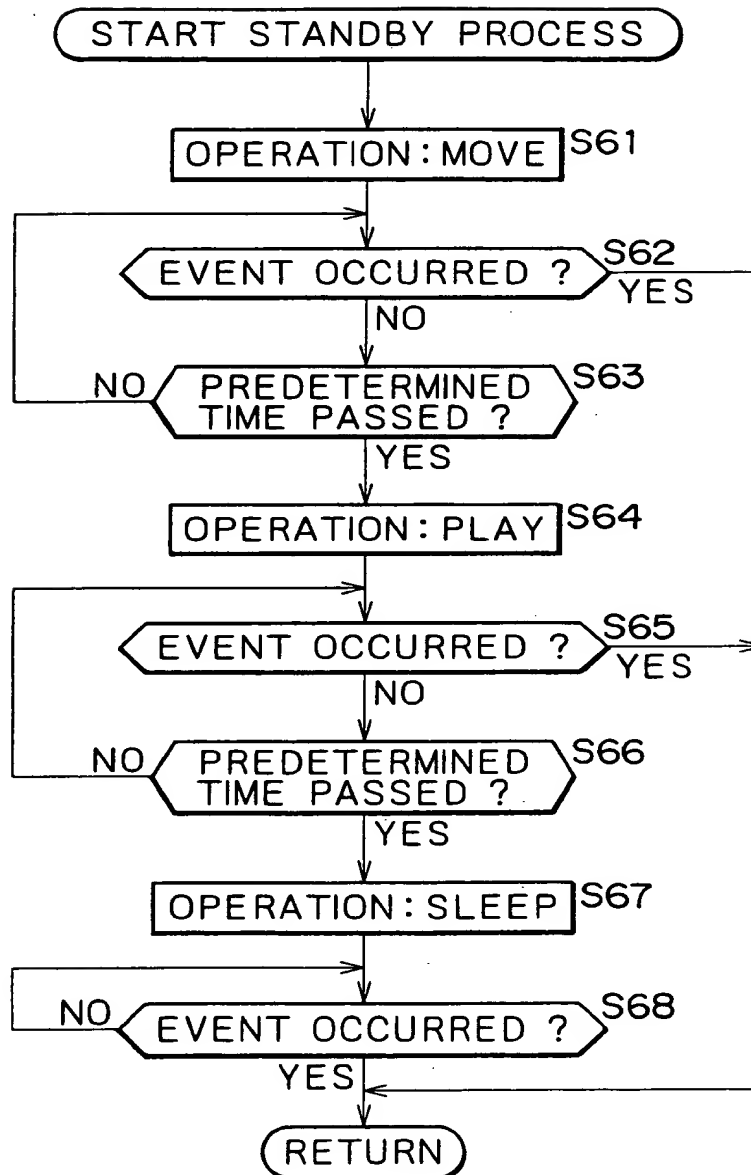 START STANDBY PROCESS
OPERATION: MOVE S61
EVENT OCCURRED ? S62
YES
NO
NO PREDETERMINED S63
TIME PASSED ?
YES
OPERATION: PLAY S64
EVENT OCCURRED ? S65
YES
NO
NO PREDETERMINED S66
TIME PASSED ?
YES
OPERATION: SLEEP S67
NO EVENT OCCURRED ? S68
YES
RETURN